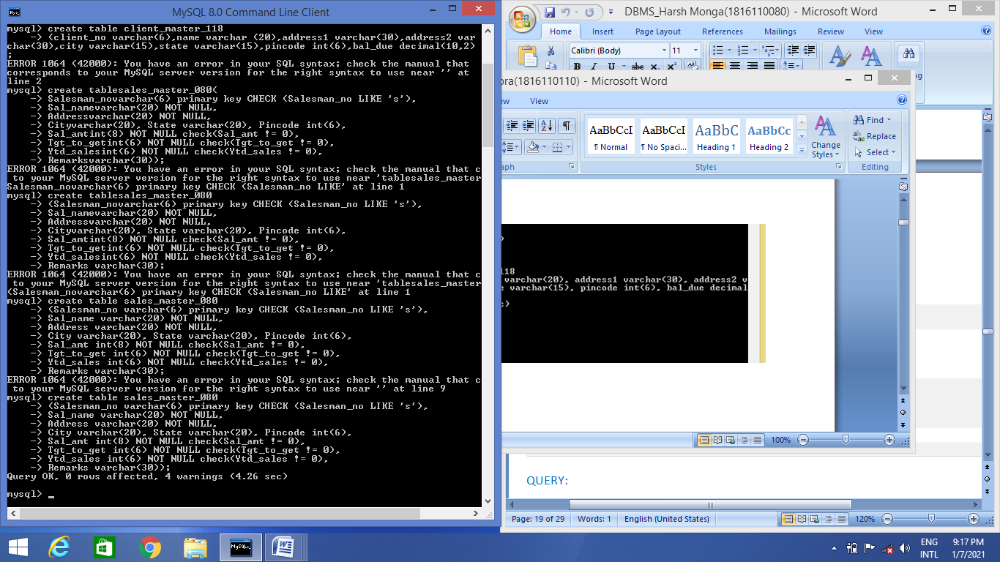 MySQL 8.0 Command Line Client
mysql> create table client_master_118
-> (client_no varchar(6),name varchar (20),address1 varchar(30),address2 var
char(30),city varchar(15),state varchar(15),pincode int(6),bal_due decimal(10,2)
;
ERROR 1064 (42000): You have an error in your SQL syntax; check the manual that
corresponds to your MySQL server version for the right syntax to use near '' at
line 2
mysql> create tablesales_master_080(
-> Salesman_novarchar(6) primary key CHECK (Salesman_no LIKE 's'),
-> Sal_namevarchar(20) NOT NULL,
-> Addressvarchar(20) NOT NULL,
-> Cityvarchar(20), State varchar(20), Pincode int(6),
-> Sal_amtint(8) NOT NULL check(Sal_amt != 0),
-> Tgt_to_getint(6) NOT NULL check(Tgt_to_get != 0),
-> Ytd_salesint(6) NOT NULL check(Ytd_sales != 0),
-> Remarksvarchar(30));
ERROR 1064 (42000): You have an error in your SQL syntax; check the manual that c
to your MySQL server version for the right syntax to use near 'tablesales_master
Salesman_novarchar(6) primary key CHECK (Salesman_no LIKE' at line 1
mysql> create tablesales_master_080
-> (Salesman_novarchar(6) primary key CHECK (Salesman_no LIKE 's'),
-> Sal_namevarchar(20) NOT NULL,
-> Addressvarchar(20) NOT NULL,
-> Cityvarchar(20), State varchar(20), Pincode int(6),
-> Sal_amtint(8) NOT NULL check(Sal_amt != 0),
-> Tgt_to_getint(6) NOT NULL check(Tgt_to_get != 0),
-> Ytd_salesint(6) NOT NULL check(Ytd_sales != 0),
-> Remarks varchar(30);
ERROR 1064 (42000): You have an error in your SQL syntax; check the manual that c
to your MySQL server version for the right syntax to use near 'tablesales_master
(Salesman_novarchar(6) primary key CHECK (Salesman_no LIKE' at line 1
mysql> create table sales_master_080
-> (Salesman_no varchar(6) primary key CHECK (Salesman_no LIKE 's'),
-> Sal_name varchar(20) NOT NULL,
-> Address varchar(20) NOT NULL,
-> City varchar(20), State varchar(20), Pincode int(6),
-> Sal_amt int(8) NOT NULL check(Sal_amt != 0),
-> Tgt_to_get int(6) NOT NULL check(Tgt_to_get != 0),
-> Ytd_sales int(6) NOT NULL check(Ytd_sales != 0),
-> Remarks varchar(30);
ERROR 1064 (42000): You have an error in your SQL syntax; check the manual that c
to your MySQL server version for the right syntax to use near '' at line 9
mysql> create table sales_master_080
-> (Salesman_no varchar(6) primary key CHECK (Salesman_no LIKE 's'),
-> Sal_name varchar(20) NOT NULL,
-> Address varchar(20) NOT NULL,
-> City varchar(20), State varchar(20), Pincode int(6),
-> Sal_amt int(8) NOT NULL check(Sal_amt != 0),
-> Tgt_to_get int(6) NOT NULL check(Tgt_to_get != 0),
-> Ytd_sales int(6) NOT NULL check(Ytd_sales != 0),
-> Remarks varchar(30));
Query OK, 0 rows affected, 4 warnings (4.26 sec)
mysql> _
DBMS_Harsh Monga(1816110080) - Microsoft Word
Home Insert Page Layout References Mailings Review View
Calibri (Body) 11
B I U abc x₂ x²
ora(1816110110) - Microsoft Word
ew View
AaBbCcI AaBbCcI AaBbC AaBbCc
¶ Normal ¶ No Spaci... Heading 1 Heading 2
Change
Styles
Find
Replace
Select
aph Styles Editing
118
varchar(20), address1 varchar(30), address2 v
e varchar(15), pincode int(6), bal_due decimal
c)
100%
QUERY:
Page: 19 of 29 Words: 1 English (United States) 120%
MySQL
ENG
INTL
9:17 PM
1/7/2021